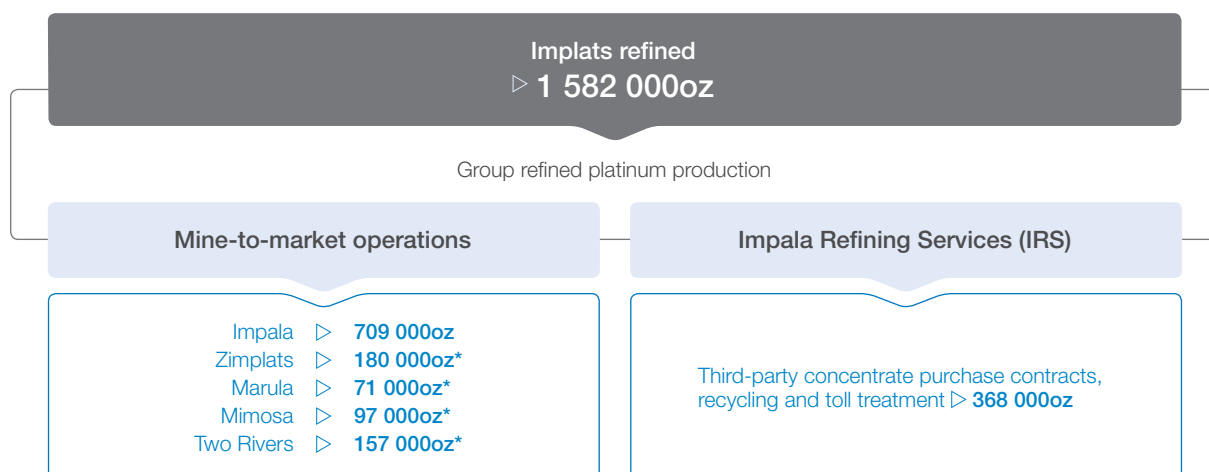 Implats refined
▷ 1 582 000oz
Group refined platinum production
Mine-to-market operations
Impala ▷ 709 000oz
Zimplats ▷ 180 000oz*
Marula ▷ 71 000oz*
Mimosa ▷ 97 000oz*
Two Rivers ▷ 157 000oz*
Impala Refining Services (IRS)
Third-party concentrate purchase contracts,
recycling and toll treatment ▷ 368 000oz